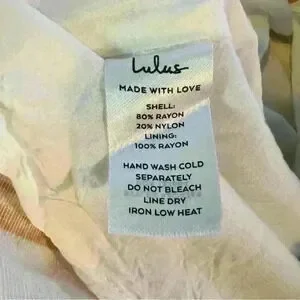 Lulus
MADE WITH LOVE
SHELL:
80% RAYON
20% NYLON
LINING:
100% RAYON
HAND WASH COLD
SEPARATELY
DO NOT BLEACH
LINE DRY
IRON LOW HEAT